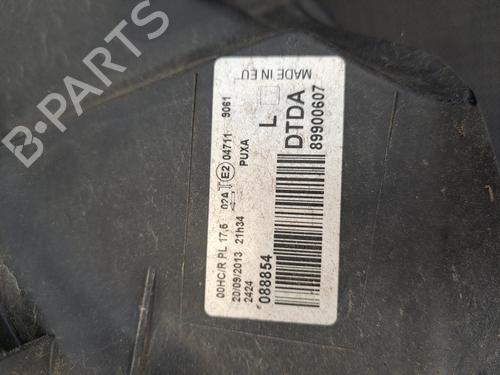 MADE IN EU
L
DTDA
89900607
9061
02A E2 04711
PUXA
00HC/R PL 17,5
20/09/2013 21h34
2424
088854
B-PARTS